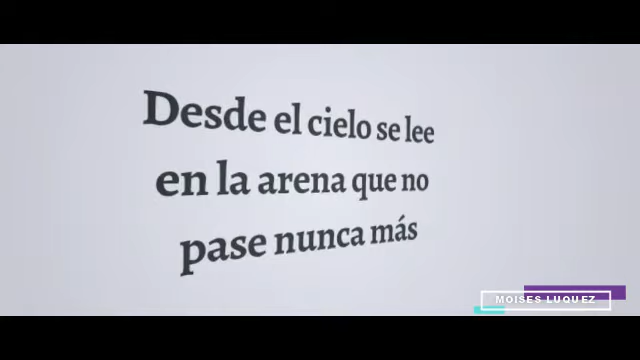 Desde el cielo se lee
en la arena que no
pase nunca más
MOISES LUQUEZ